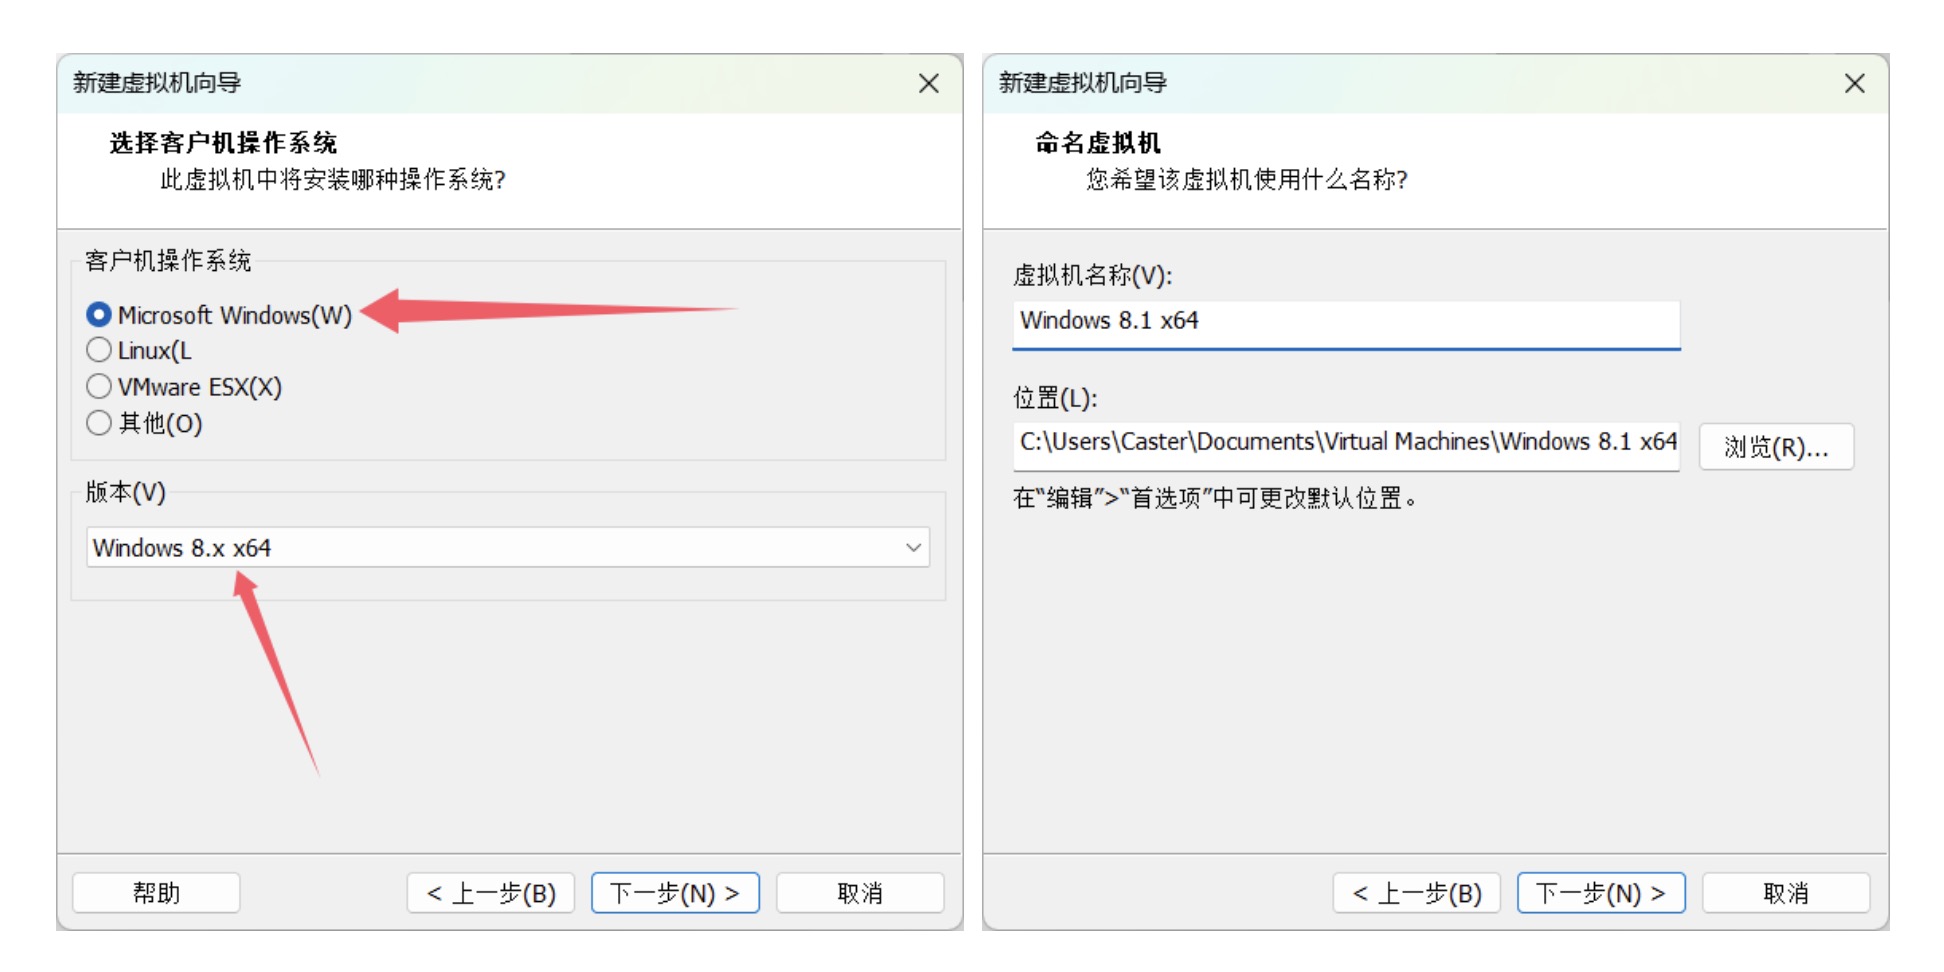 新建虚拟机向导
选择客户机操作系统
此虚拟机中将安装哪种操作系统?
客户机操作系统
Microsoft Windows(W)
Linux(L
VMware ESX(X)
其他(O)
版本(V)
Windows 8.x x64
帮助
< 上一步(B)
下一步(N) >
取消
新建虚拟机向导
命名虚拟机
您希望该虚拟机使用什么名称?
虚拟机名称(V):
Windows 8.1 x64
位置(L):
C:\Users\Caster\Documents\Virtual Machines\Windows 8.1 x64
浏览(R)...
在“编辑”>“首选项”中可更改默认位置。
< 上一步(B)
下一步(N) >
取消